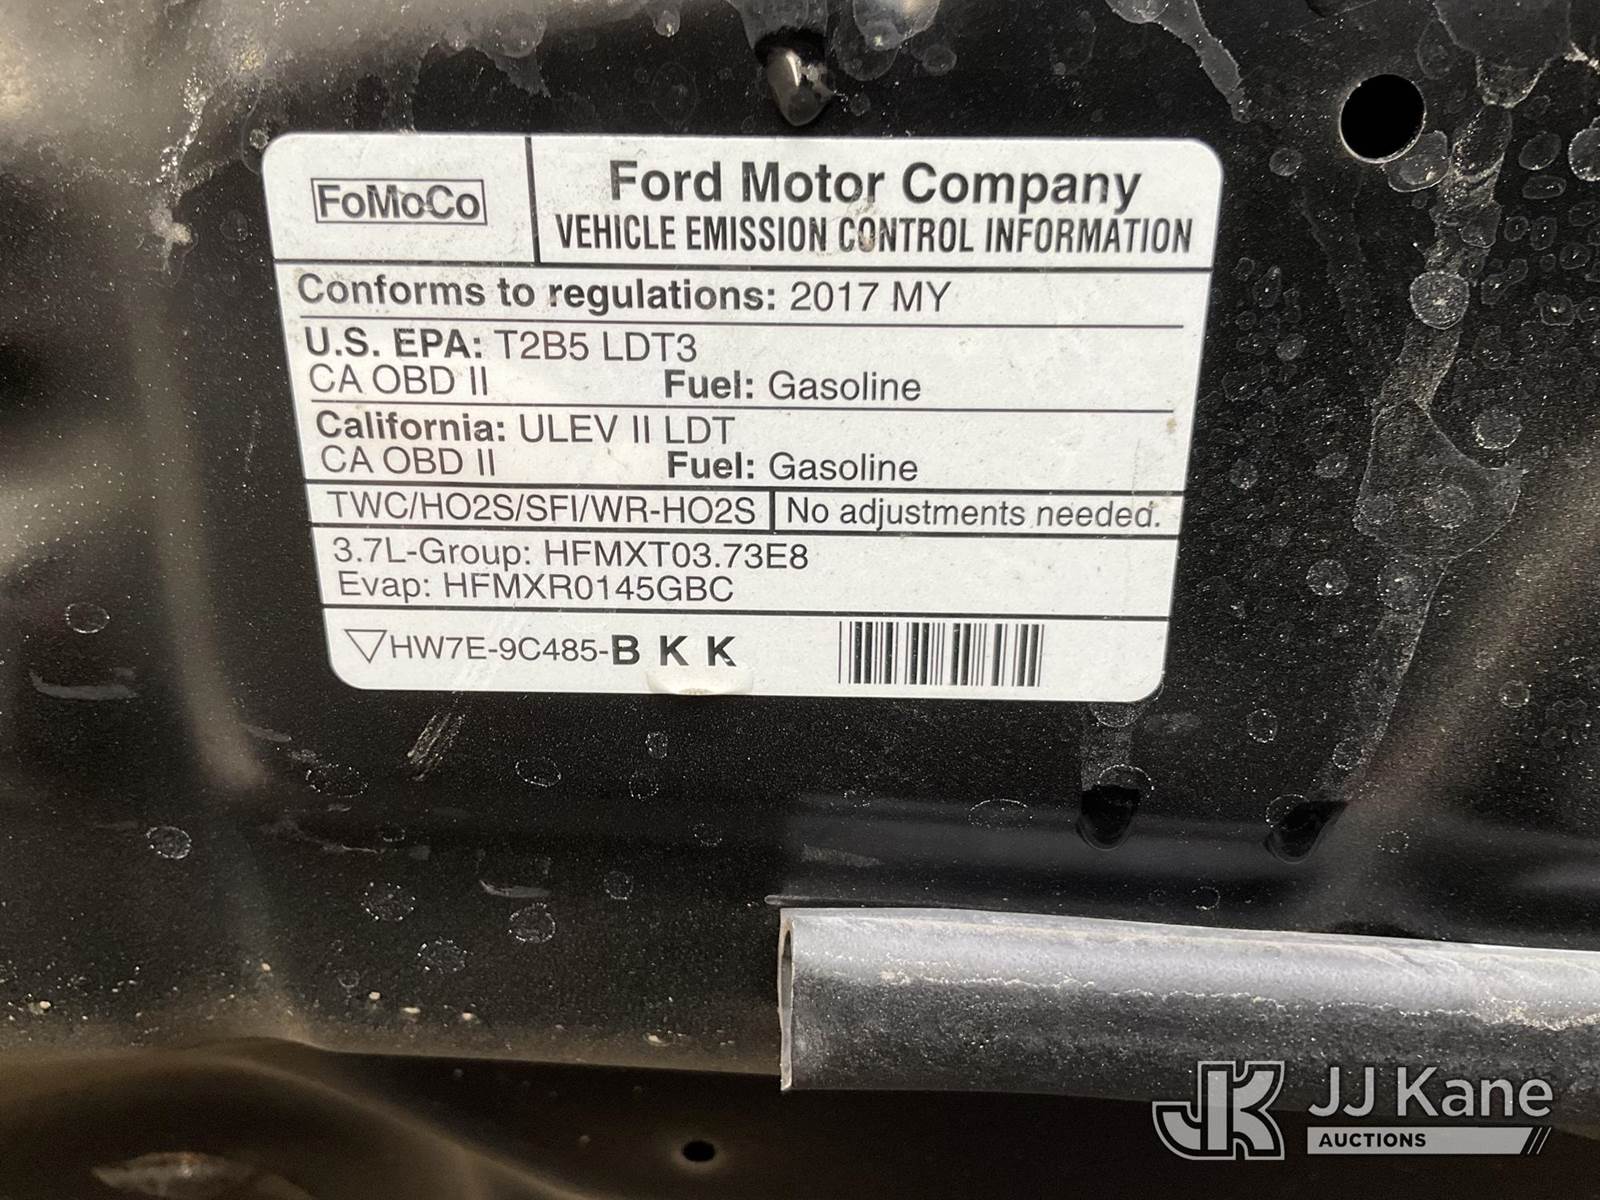 FoMoCo
Ford Motor Company
VEHICLE EMISSION CONTROL INFORMATION
Conforms to regulations: 2017 MY
U.S. EPA: T2B5 LDT3
CA OBD II Fuel: Gasoline
California: ULEV II LDT
CA OBD II Fuel: Gasoline
TWC/HO2S/SFI/WR-HO2S No adjustments needed.
3.7L-Group: HFMXT03.73E8
Evap: HFMXR0145GBC
HW7E-9C485-B K K
JK JJ Kane
AUCTIONS